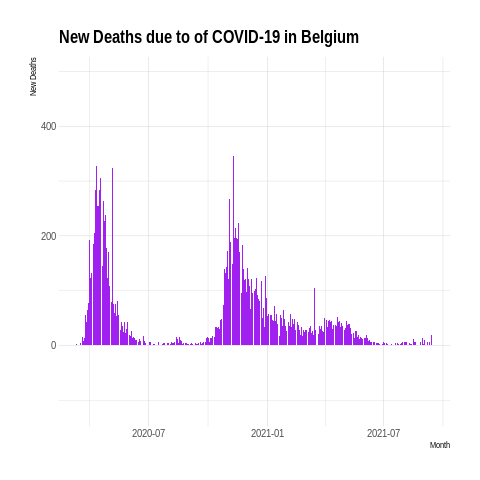 New Deaths due to of COVID-19 in Belgium
New Deaths
400
200
0
2020-07
2021-01
2021-07
Month